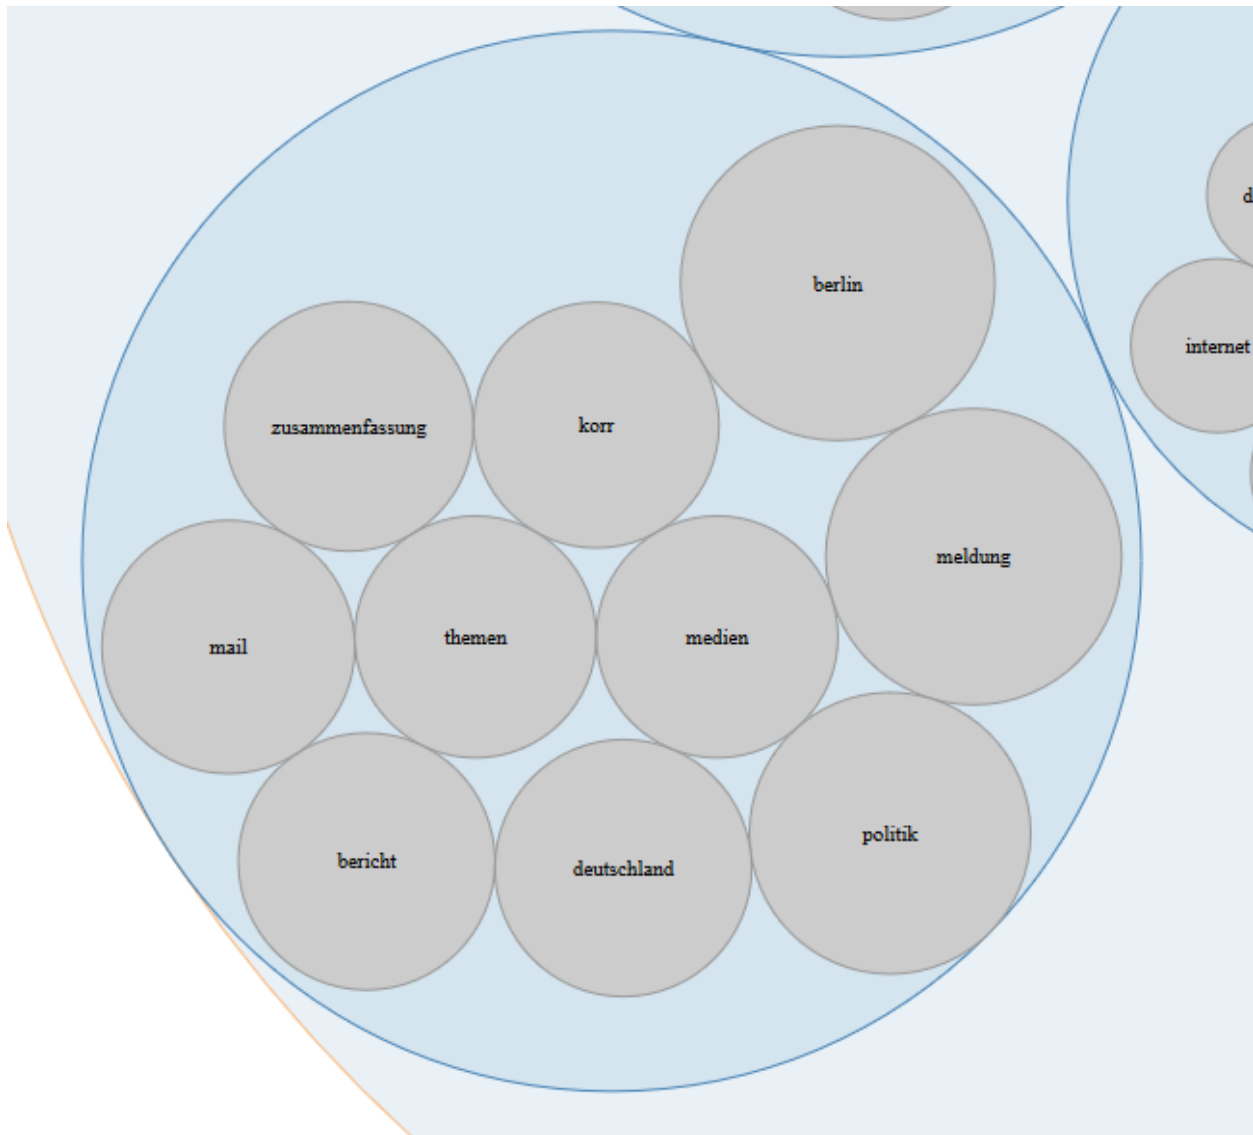 berlin
internet
zusammenfassung
korr
meldung
mail
themen
medien
politik
bericht
deutschland